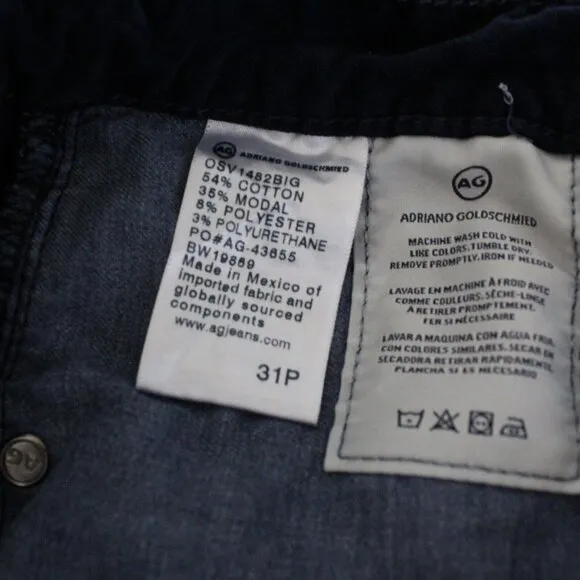 AG ADRIANO GOLDSCHMIED
OSV1482BIG
54% COTTON
35% MODAL
8% POLYESTER
3% POLYURETHANE
PO#AG-43655
BW19869
Made in Mexico of
imported fabric and
globally sourced
components
www.agjeans.com
31P
AG
ADRIANO GOLDSCHMIED
MACHINE WASH COLD WITH
LIKE COLORS. TUMBLE DRY.
REMOVE PROMPTLY. IRON IF NEEDED
LAVAGE EN MACHINE À FROID AVEC
COMME COULEURS. SÈCHE-LINGE
A RETIRER PROMPTEMENT.
FER SI NÉCESSAIRE
LAVAR A MAQUINA CON AGUA FRIA
CON COLORES SIMILARES. SECAR EN
SECADORA RETIRAR RAPIDAMENTE
PLANCHA SI ES NECESARIO
AG